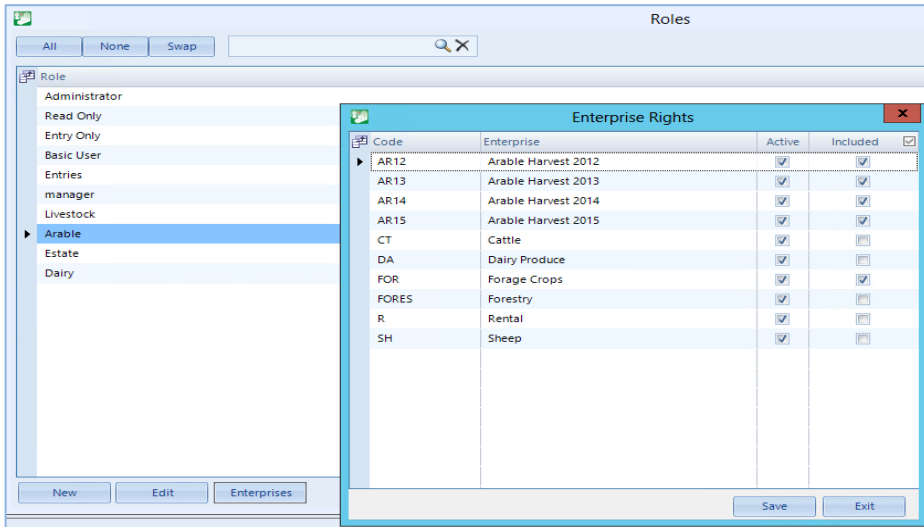 Roles
All None Swap
Role
Administrator
Read Only
Entry Only
Basic User
Entries
manager
Livestock
Arable
Estate
Dairy
New Edit Enterprises
Enterprise Rights
Code Enterprise Active Included
AR12 Arable Harvest 2012
AR13 Arable Harvest 2013
AR14 Arable Harvest 2014
AR15 Arable Harvest 2015
CT Cattle
DA Dairy Produce
FOR Forage Crops
FORES Forestry
R Rental
SH Sheep
Save Exit